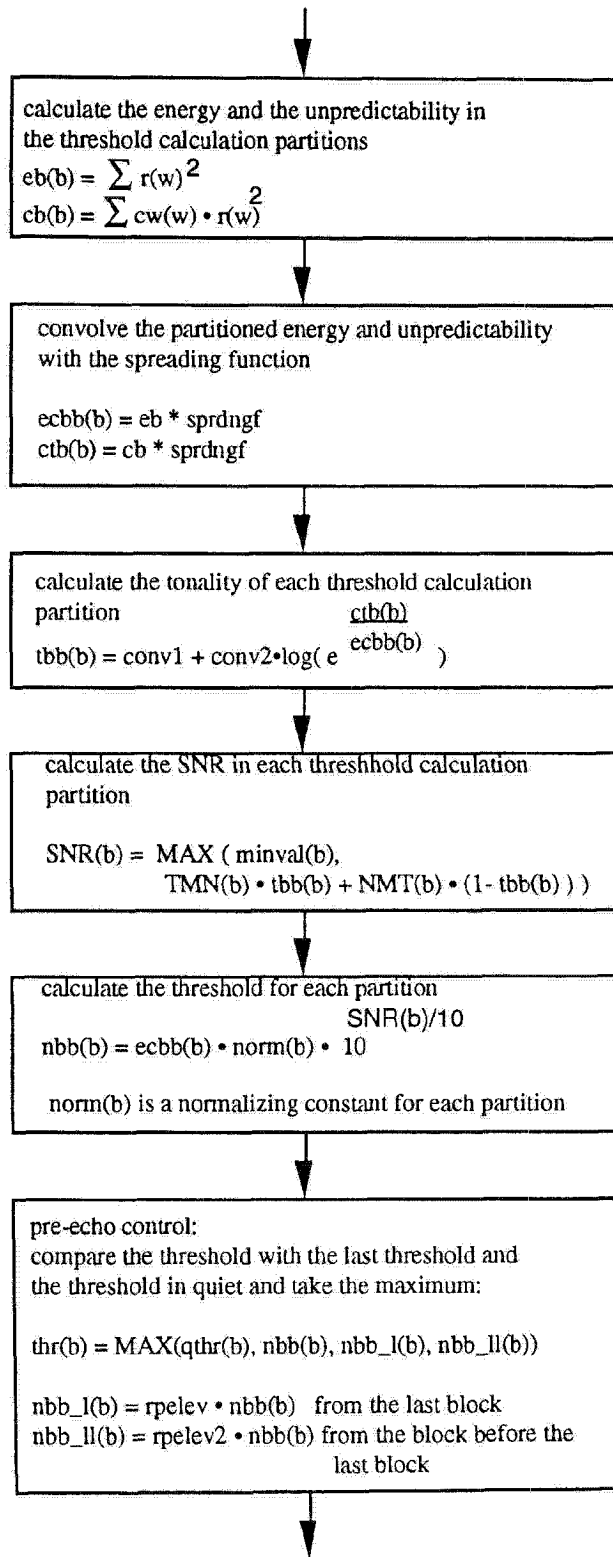 calculate the energy and the unpredictability in
the threshold calculation partitions
eb(b) = ∑ r(w)²
cb(b) = ∑ cw(w) • r(w)²
convolve the partitioned energy and unpredictability
with the spreading function
ecbb(b) = eb * sprdngf
ctb(b) = cb * sprdngf
calculate the tonality of each threshold calculation
partition
tbb(b) = conv1 + conv2•log( e ctb(b)/ecbb(b) )
calculate the SNR in each threshhold calculation
partition
SNR(b) = MAX ( minval(b),
TMN(b) • tbb(b) + NMT(b) • (1- tbb(b) ) )
calculate the threshold for each partition
nbb(b) = ecbb(b) • norm(b) • 10 SNR(b)/10
norm(b) is a normalizing constant for each partition
pre-echo control:
compare the threshold with the last threshold and
the threshold in quiet and take the maximum:
thr(b) = MAX(qthr(b), nbb(b), nbb_l(b), nbb_ll(b))
nbb_l(b) = rpelev • nbb(b) from the last block
nbb_ll(b) = rpelev2 • nbb(b) from the block before the
last block